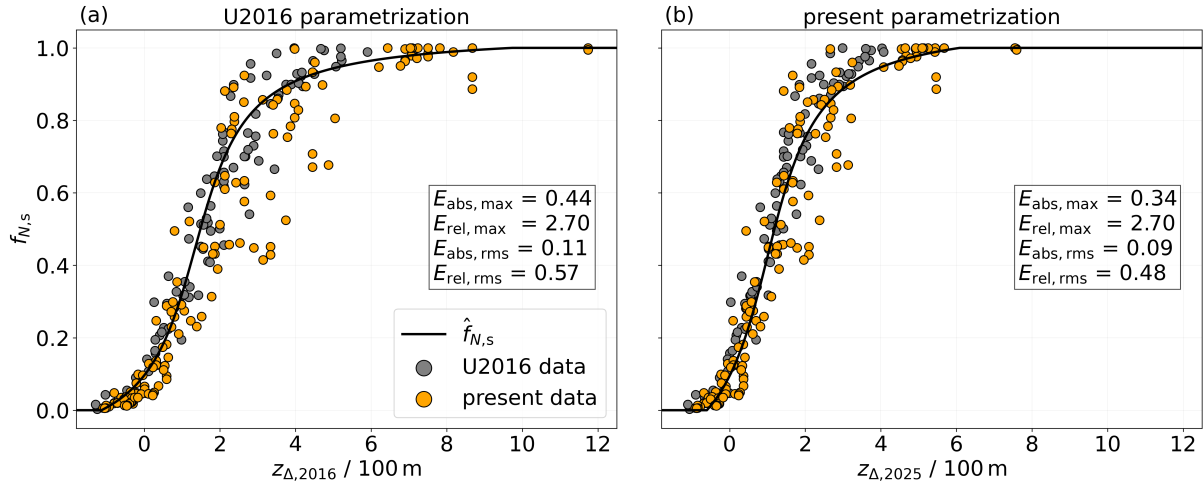 (a) U2016 parametrization
1.0
0.8
0.6
0.4
0.2
0.0
f_{N,s}
E_{abs, max} = 0.44
E_{rel, max} = 2.70
E_{abs, rms} = 0.11
E_{rel, rms} = 0.57
f̂_{N,s}
U2016 data
present data
0 2 4 6 8 10 12
z_{Δ,2016} / 100 m
(b) present parametrization
E_{abs, max} = 0.34
E_{rel, max} = 2.70
E_{abs, rms} = 0.09
E_{rel, rms} = 0.48
0 2 4 6 8 10 12
z_{Δ,2025} / 100 m